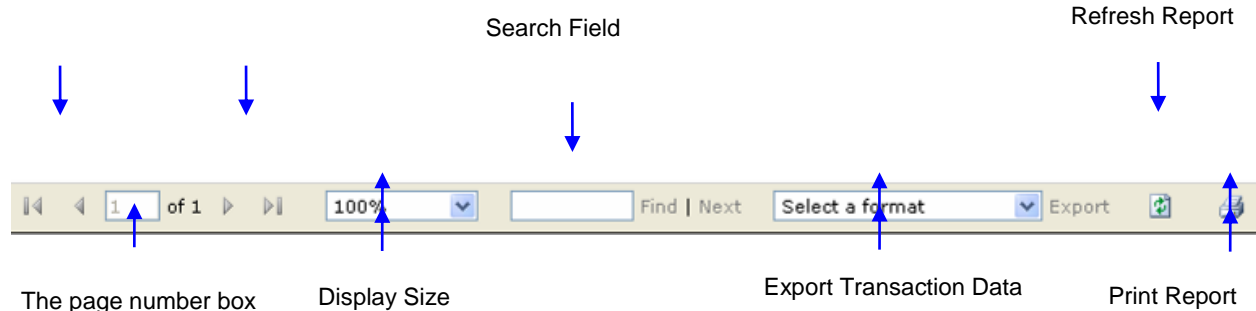 Search Field
Refresh Report
1 of 1 100% Find | Next Select a format Export
The page number box
Display Size
Export Transaction Data
Print Report